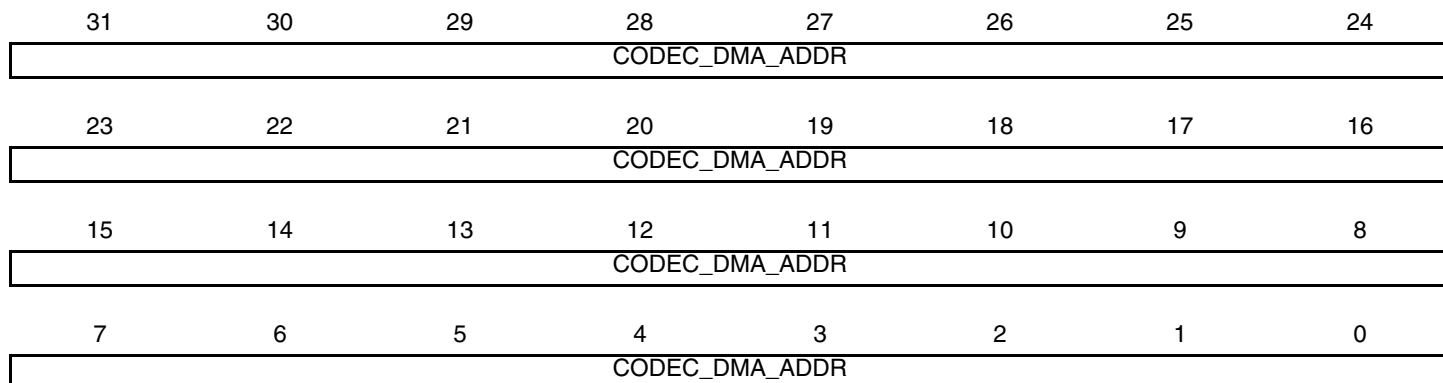 31 30 29 28 27 26 25 24
CODEC_DMA_ADDR
23 22 21 20 19 18 17 16
CODEC_DMA_ADDR
15 14 13 12 11 10 9 8
CODEC_DMA_ADDR
7 6 5 4 3 2 1 0
CODEC_DMA_ADDR